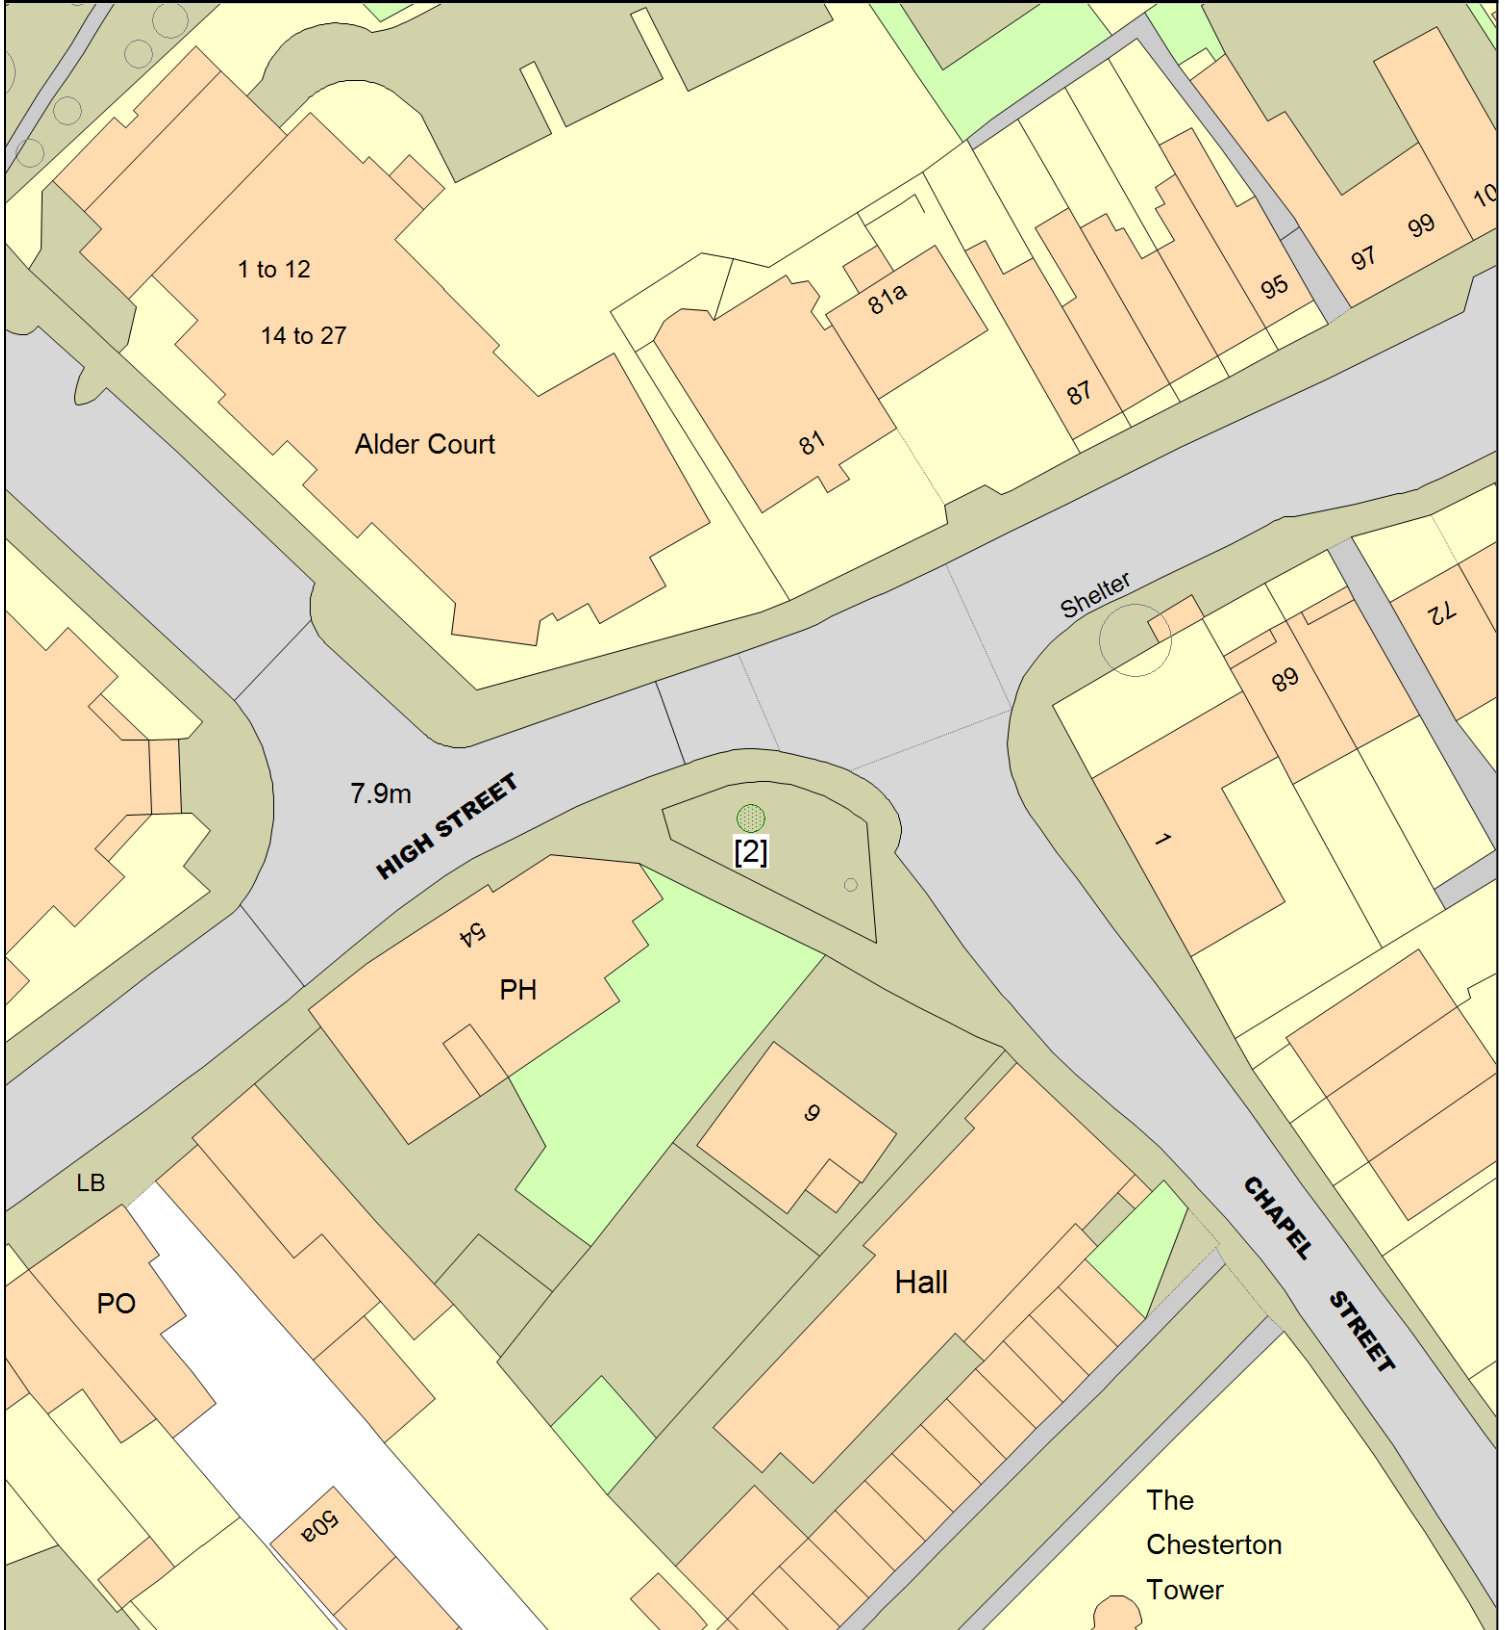 1 to 12
14 to 27
Alder Court
81a
81
87
95
97
99
10
Shelter
72
68
1
7.9m
HIGH STREET
[2]
54
PH
6
LB
PO
Hall
CHAPEL STREET
50a
The
Chesterton
Tower